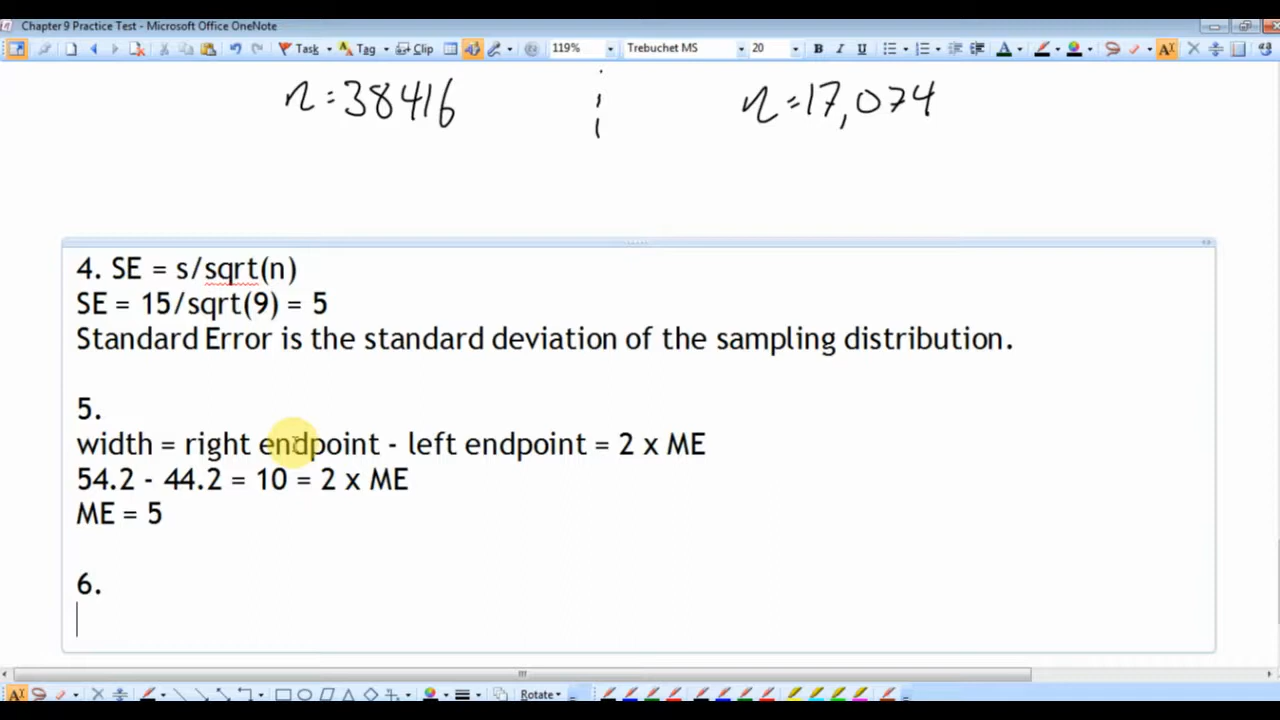 Chapter 9 Practice Test - Microsoft Office OneNote
Task Tag Clip 119% Trebuchet MS 20 B I U A
n=38416
n=17,074
4. SE = s/sqrt(n)
SE = 15/sqrt(9) = 5
Standard Error is the standard deviation of the sampling distribution.
5.
width = right endpoint - left endpoint = 2 x ME
54.2 - 44.2 = 10 = 2 x ME
ME = 5
6.
Rotate